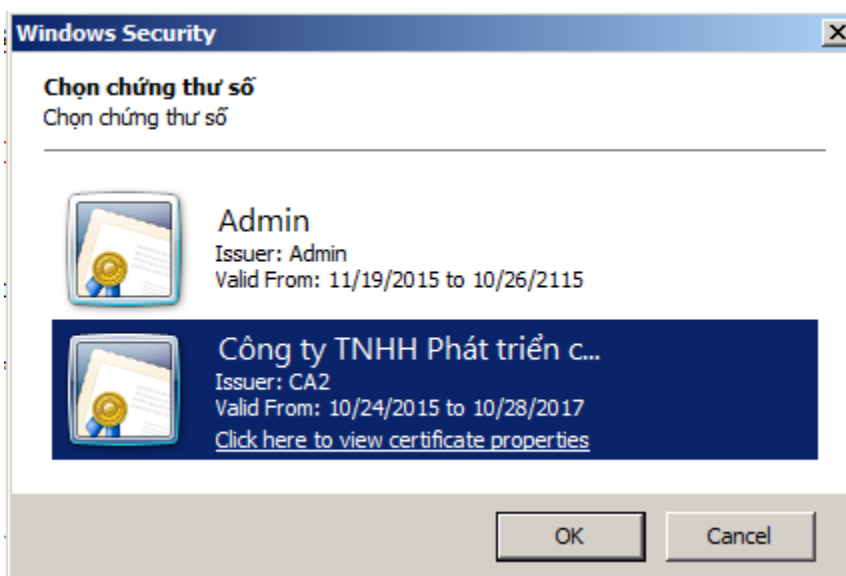 Windows Security
Chọn chứng thư số
Chọn chứng thư số
Admin
Issuer: Admin
Valid From: 11/19/2015 to 10/26/2115
Công ty TNHH Phát triển c...
Issuer: CA2
Valid From: 10/24/2015 to 10/28/2017
Click here to view certificate properties
OK
Cancel